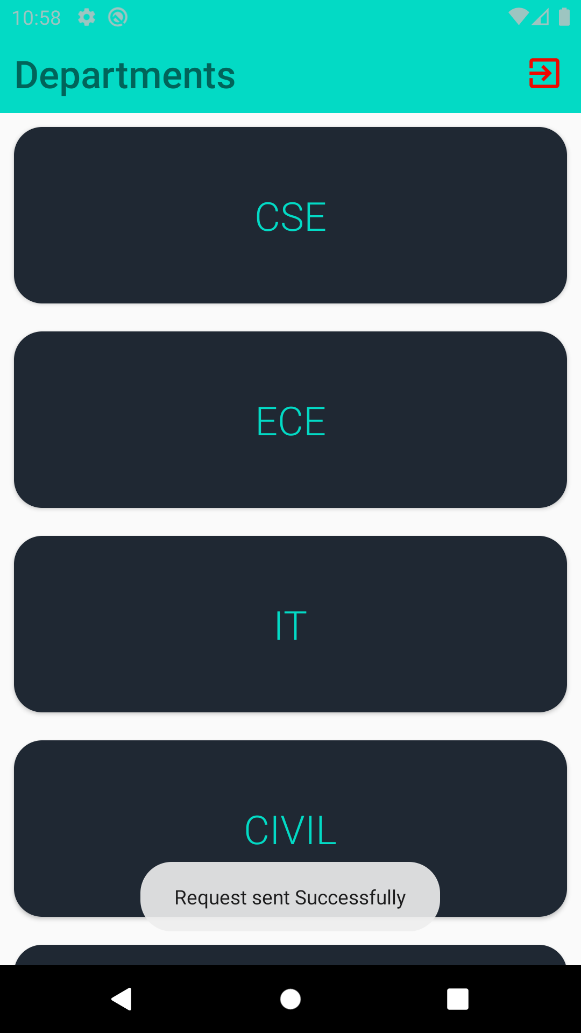 10:58
Departments
CSE
ECE
IT
CIVIL
Request sent Successfully